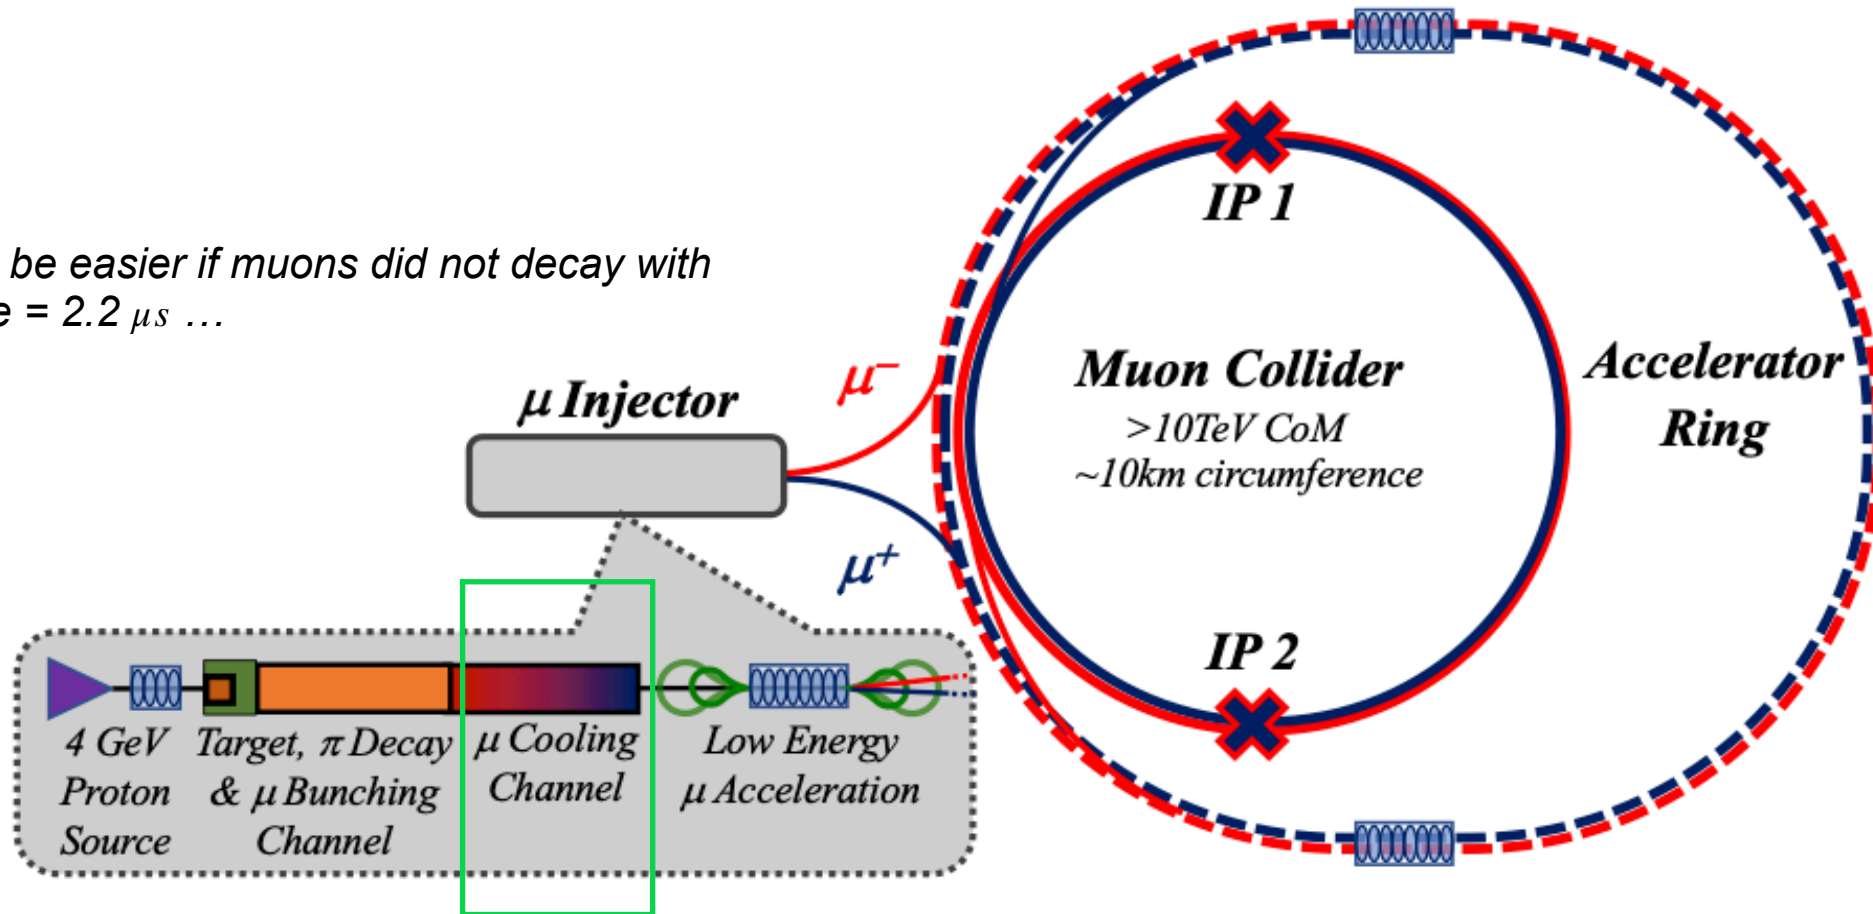 be easier if muons did not decay with
= 2.2 μs …
IP 1
Muon Collider
>10TeV CoM
~10km circumference
Accelerator
Ring
μ Injector
μ⁻
μ⁺
IP 2
4 GeV
Proton
Source
Target, π Decay
& μ Bunching
Channel
μ Cooling
Channel
Low Energy
μ Acceleration